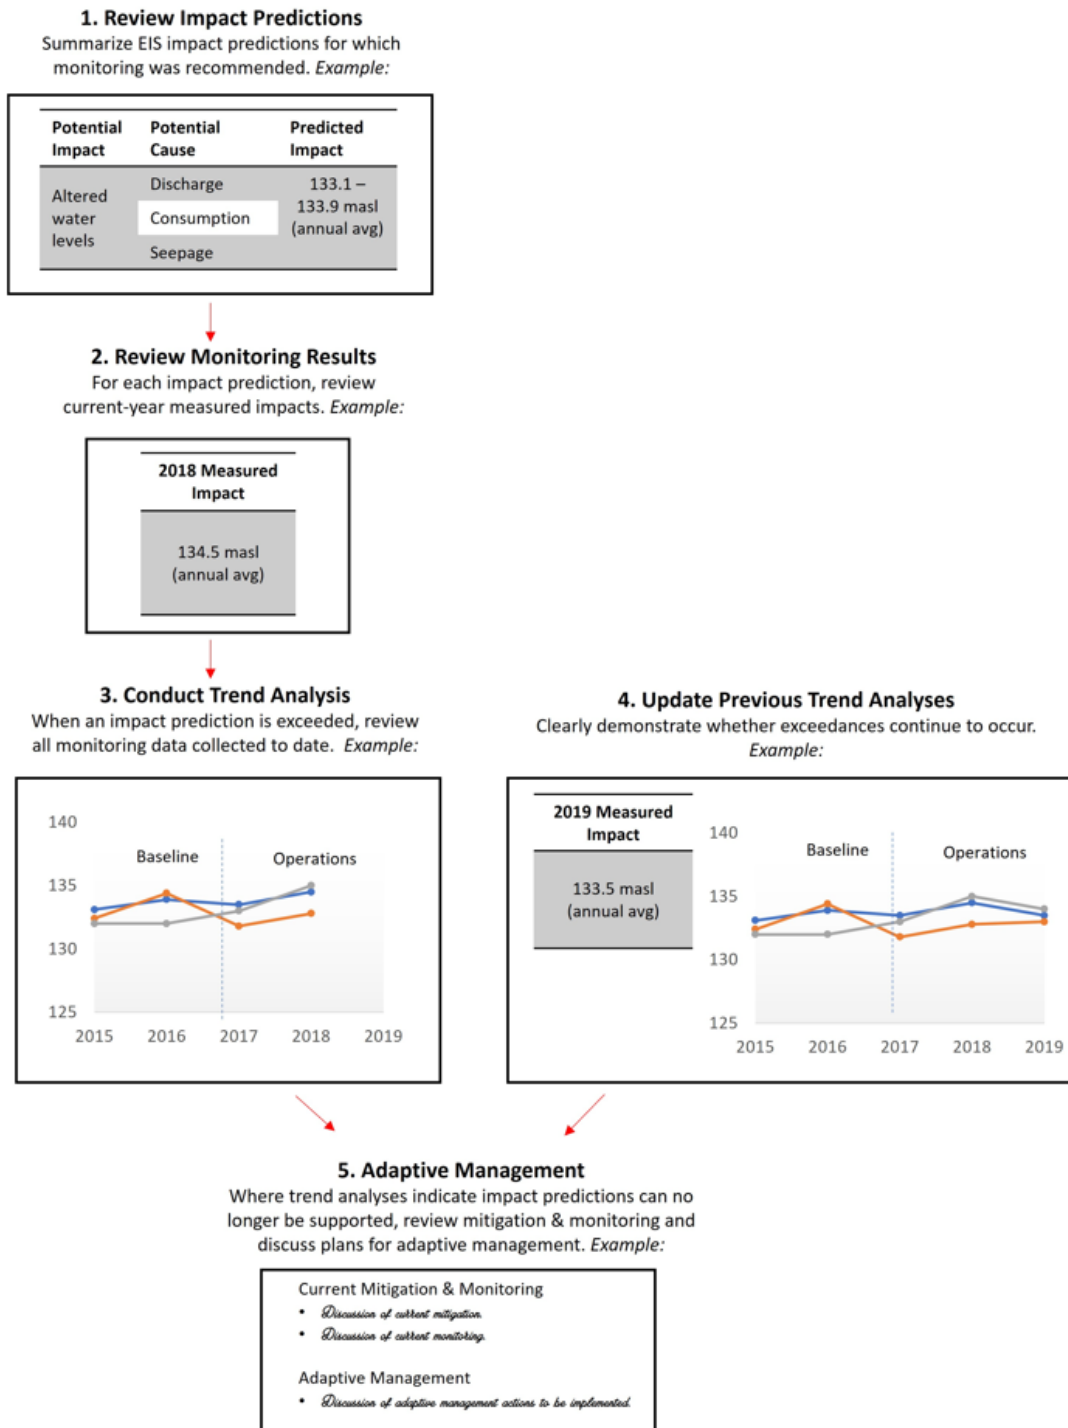 1. Review Impact Predictions
Summarize EIS impact predictions for which
monitoring was recommended. Example:
Potential Impact
Potential Cause
Predicted Impact
Altered water levels
Discharge
Consumption
Seepage
133.1 –
133.9 masl
(annual avg)
2. Review Monitoring Results
For each impact prediction, review
current-year measured impacts. Example:
2018 Measured
Impact
134.5 masl
(annual avg)
3. Conduct Trend Analysis
When an impact prediction is exceeded, review
all monitoring data collected to date. Example:
140
135
130
125
Baseline
Operations
2015 2016 2017 2018 2019
4. Update Previous Trend Analyses
Clearly demonstrate whether exceedances continue to occur.
Example:
2019 Measured
Impact
133.5 masl
(annual avg)
140
135
130
125
Baseline
Operations
2015 2016 2017 2018 2019
5. Adaptive Management
Where trend analyses indicate impact predictions can no
longer be supported, review mitigation & monitoring and
discuss plans for adaptive management. Example:
Current Mitigation & Monitoring
• Discussion of current mitigation.
• Discussion of current monitoring.
Adaptive Management
• Discussion of adaptive management actions to be implemented.